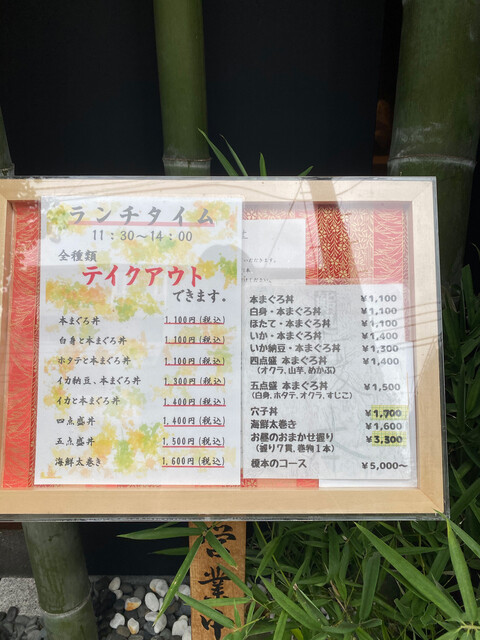 ランチタイム
11:30〜14:00
全種類
テイクアウト
できます。
本まぐろ丼 1,100円(税込)
白身と本まぐろ丼 1,100円(税込)
ホタテと本まぐろ丼 1,100円(税込)
イカ納豆、本まぐろ丼 1,300円(税込)
イカと本まぐろ丼 1,400円(税込)
四点盛丼 1,400円(税込)
五点盛丼 1,500円(税込)
海鮮太巻き 1,600円(税込)
本まぐろ丼 ¥1,100
白身・本まぐろ丼 ¥1,100
ほたて・本まぐろ丼 ¥1,100
いか・本まぐろ丼 ¥1,400
いか納豆・本まぐろ丼 ¥1,300
四点盛 本まぐろ丼 ¥1,400
(オクラ,山芋,めかぶ)
五点盛 本まぐろ丼 ¥1,500
(白身,ホタテ,オクラ,すじこ)
穴子丼 ¥1,700
海鮮太巻き ¥1,600
お昼のおまかせ握り ¥3,300
(握り7貫,巻物1本)
榎本のコース ¥5,000〜
営業中